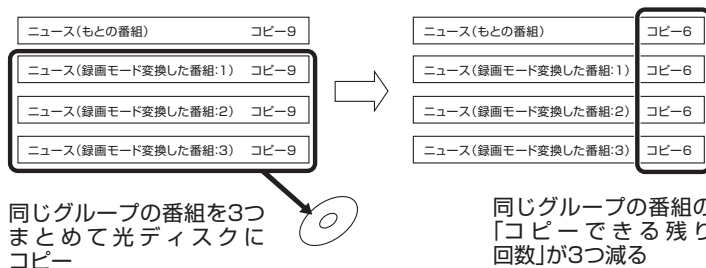 ニュース(もとの番組) コピー9
ニュース(録画モード変換した番組:1) コピー9
ニュース(録画モード変換した番組:2) コピー9
ニュース(録画モード変換した番組:3) コピー9
同じグループの番組を3つ
まとめて光ディスクに
コピー
ニュース(もとの番組) コピー6
ニュース(録画モード変換した番組:1) コピー6
ニュース(録画モード変換した番組:2) コピー6
ニュース(録画モード変換した番組:3) コピー6
同じグループの番組の
「コピーできる残り
回数」が3つ減る